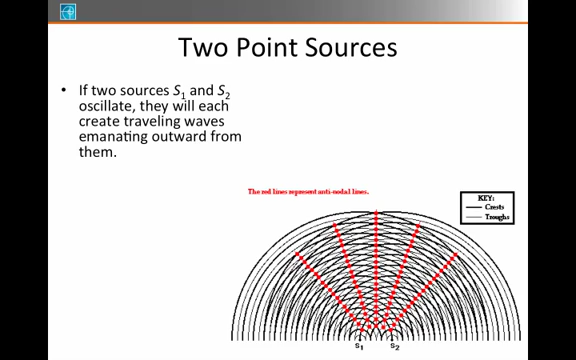 Two Point Sources
• If two sources S1 and S2
oscillate, they will each
create traveling waves
emanating outward from
them.
The red lines represent anti-nodal lines.
KEY:
Crests
Troughs
S1 S2